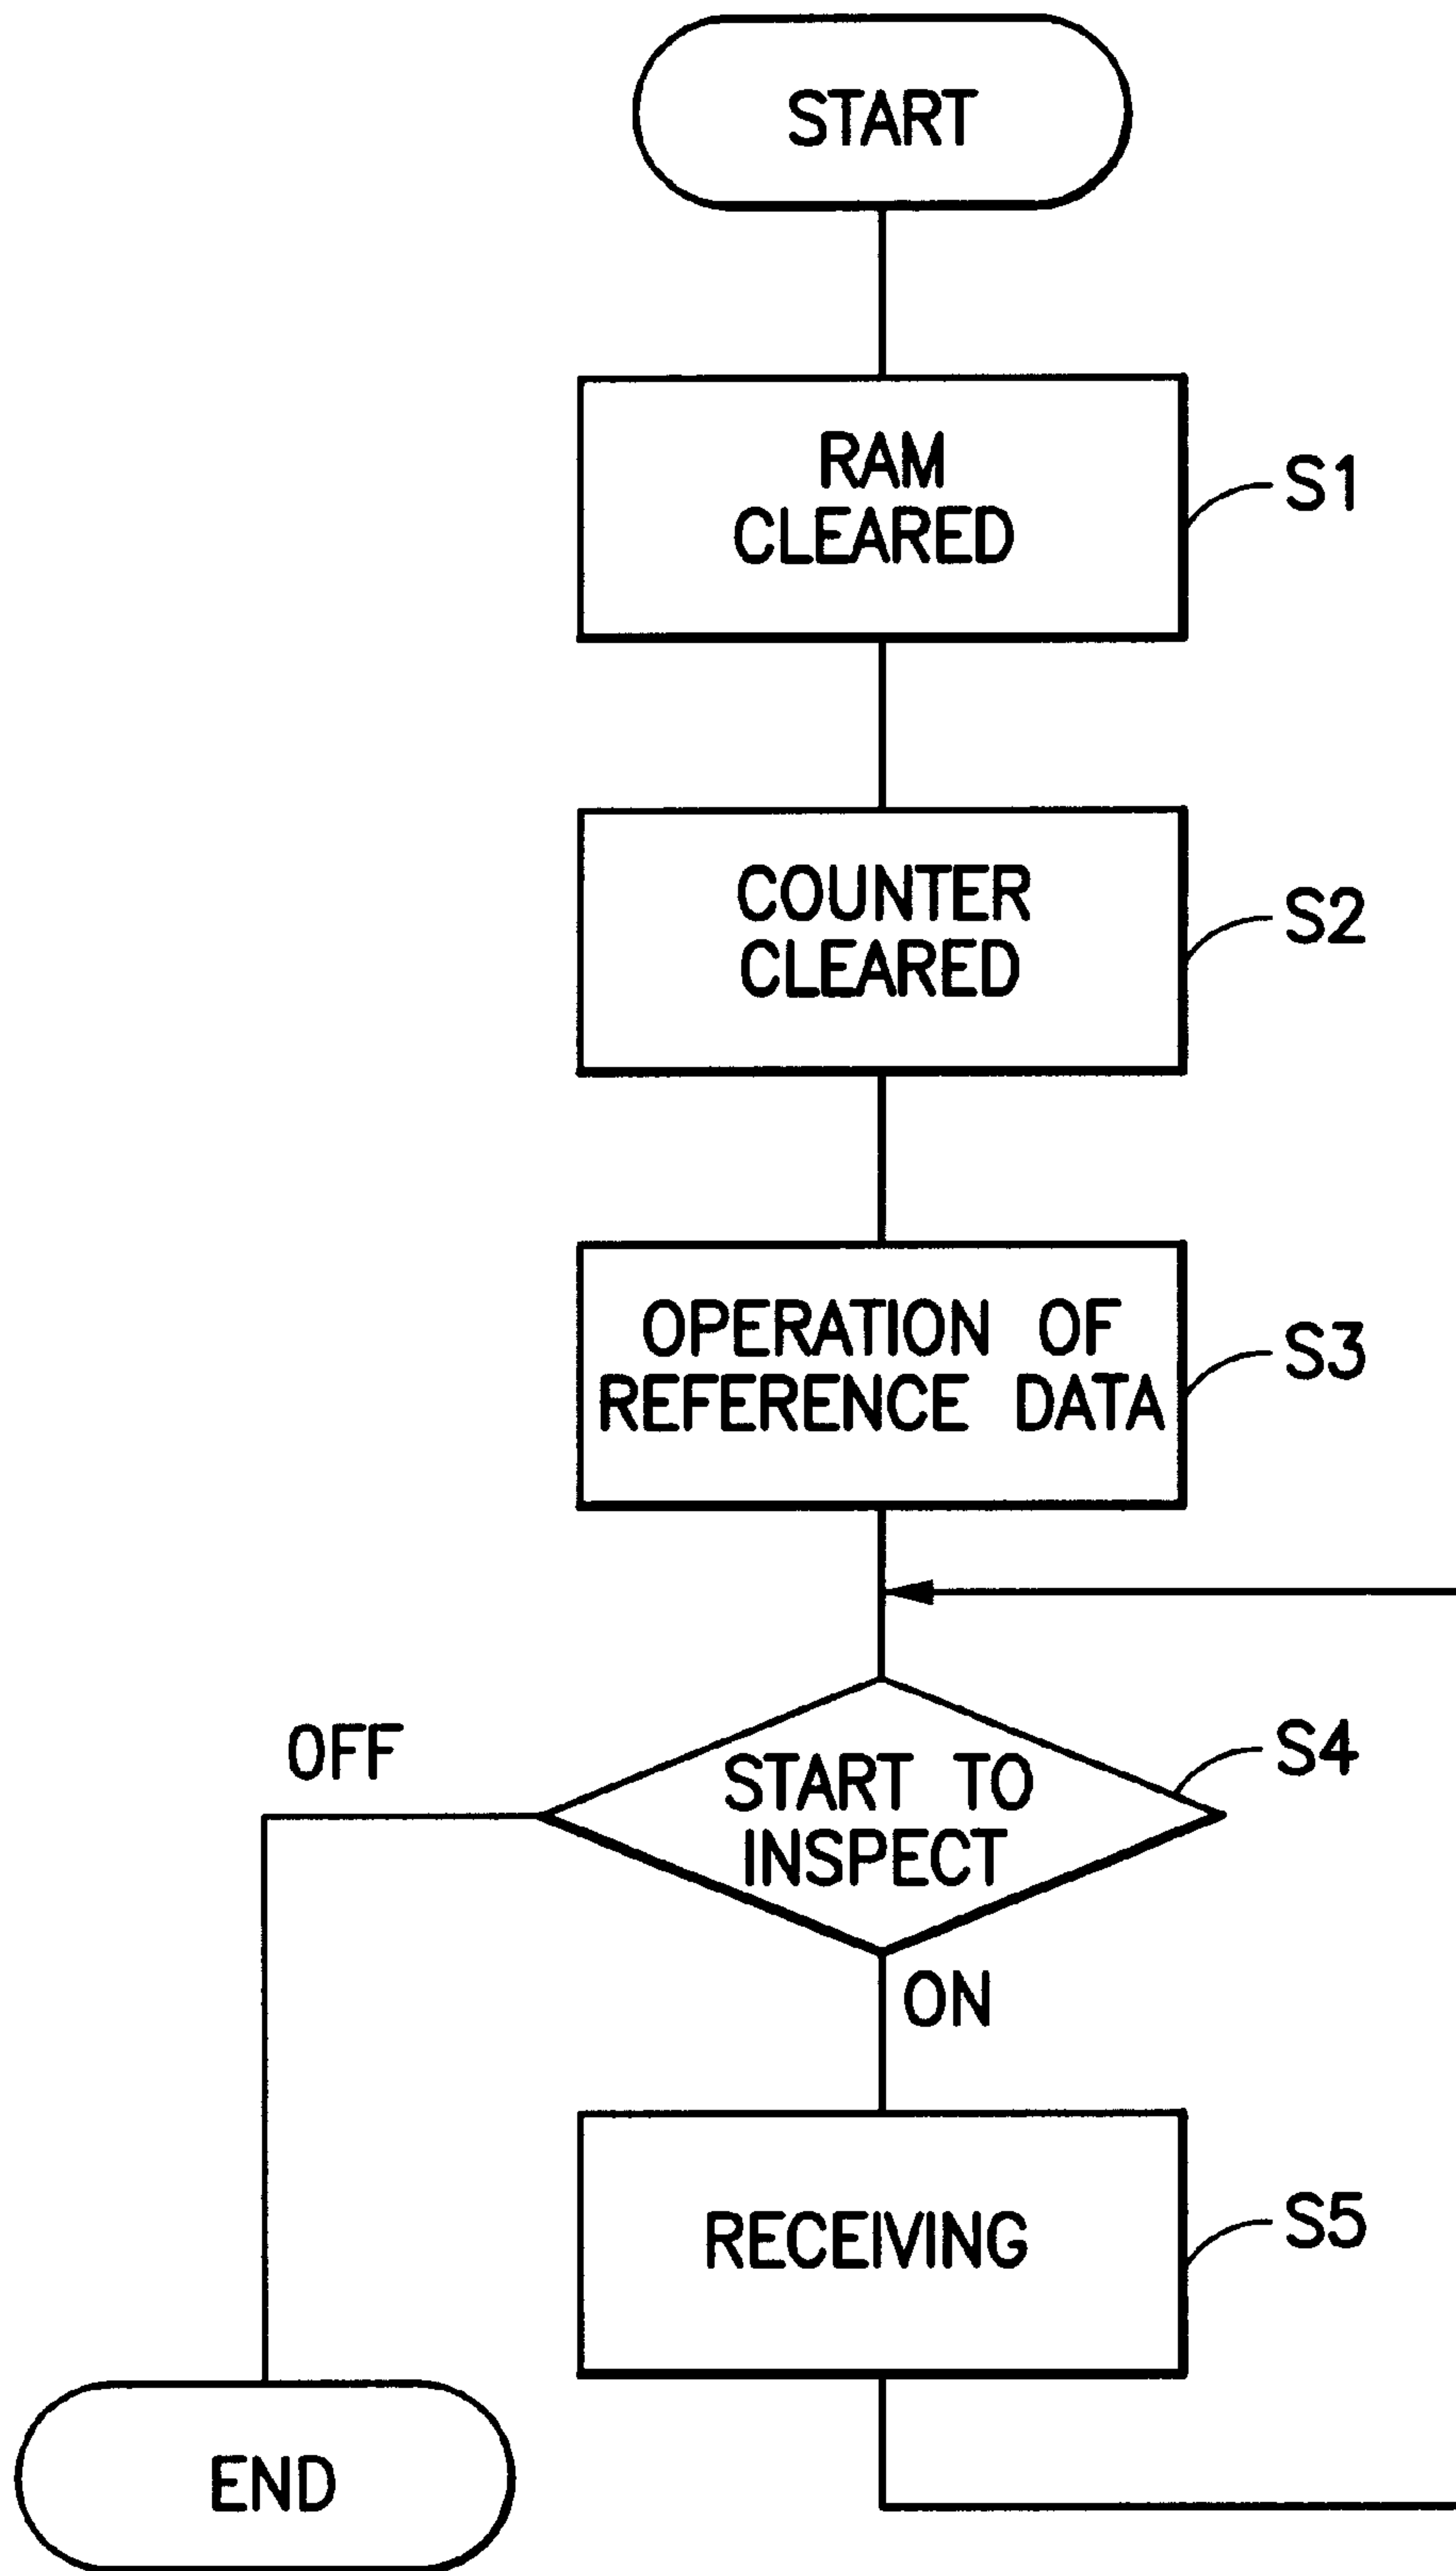 START
RAM
CLEARED
S1
COUNTER
CLEARED
S2
OPERATION OF
REFERENCE DATA
S3
OFF
START TO
INSPECT
S4
ON
RECEIVING
S5
END